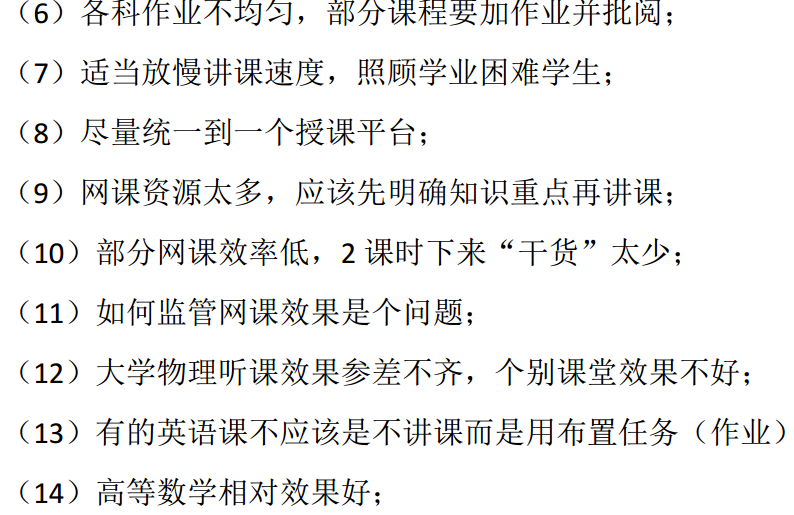 （6）各科作业不均匀，部分课程要加作业并批阅；
（7）适当放慢讲课速度，照顾学业困难学生；
（8）尽量统一到一个授课平台；
（9）网课资源太多，应该先明确知识重点再讲课；
（10）部分网课效率低，2 课时下来“干货”太少；
（11）如何监管网课效果是个问题；
（12）大学物理听课效果参差不齐，个别课堂效果不好；
（13）有的英语课不应该是不讲课而是用布置任务（作业）
（14）高等数学相对效果好；